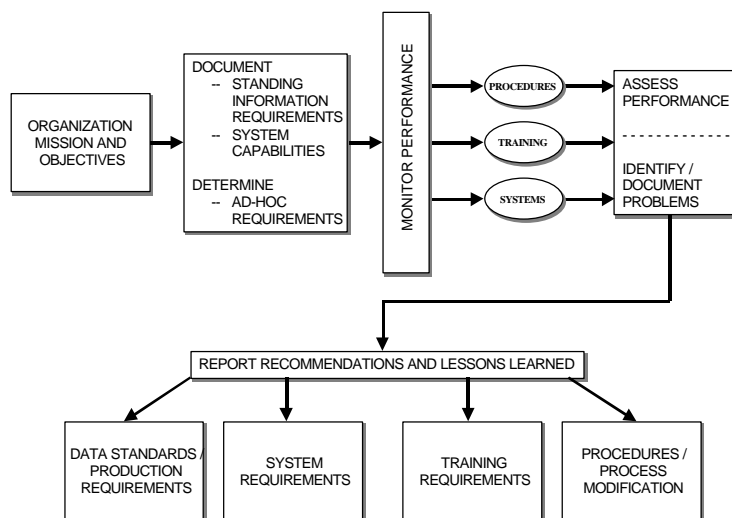 ORGANIZATION
MISSION AND
OBJECTIVES
DOCUMENT
-- STANDING
INFORMATION
REQUIREMENTS
-- SYSTEM
CAPABILITIES
DETERMINE
-- AD-HOC
REQUIREMENTS
MONITOR PERFORMANCE
PROCEDURES
TRAINING
SYSTEMS
ASSESS
PERFORMANCE
IDENTIFY /
DOCUMENT
PROBLEMS
REPORT RECOMMENDATIONS AND LESSONS LEARNED
DATA STANDARDS /
PRODUCTION
REQUIREMENTS
SYSTEM
REQUIREMENTS
TRAINING
REQUIREMENTS
PROCEDURES /
PROCESS
MODIFICATION